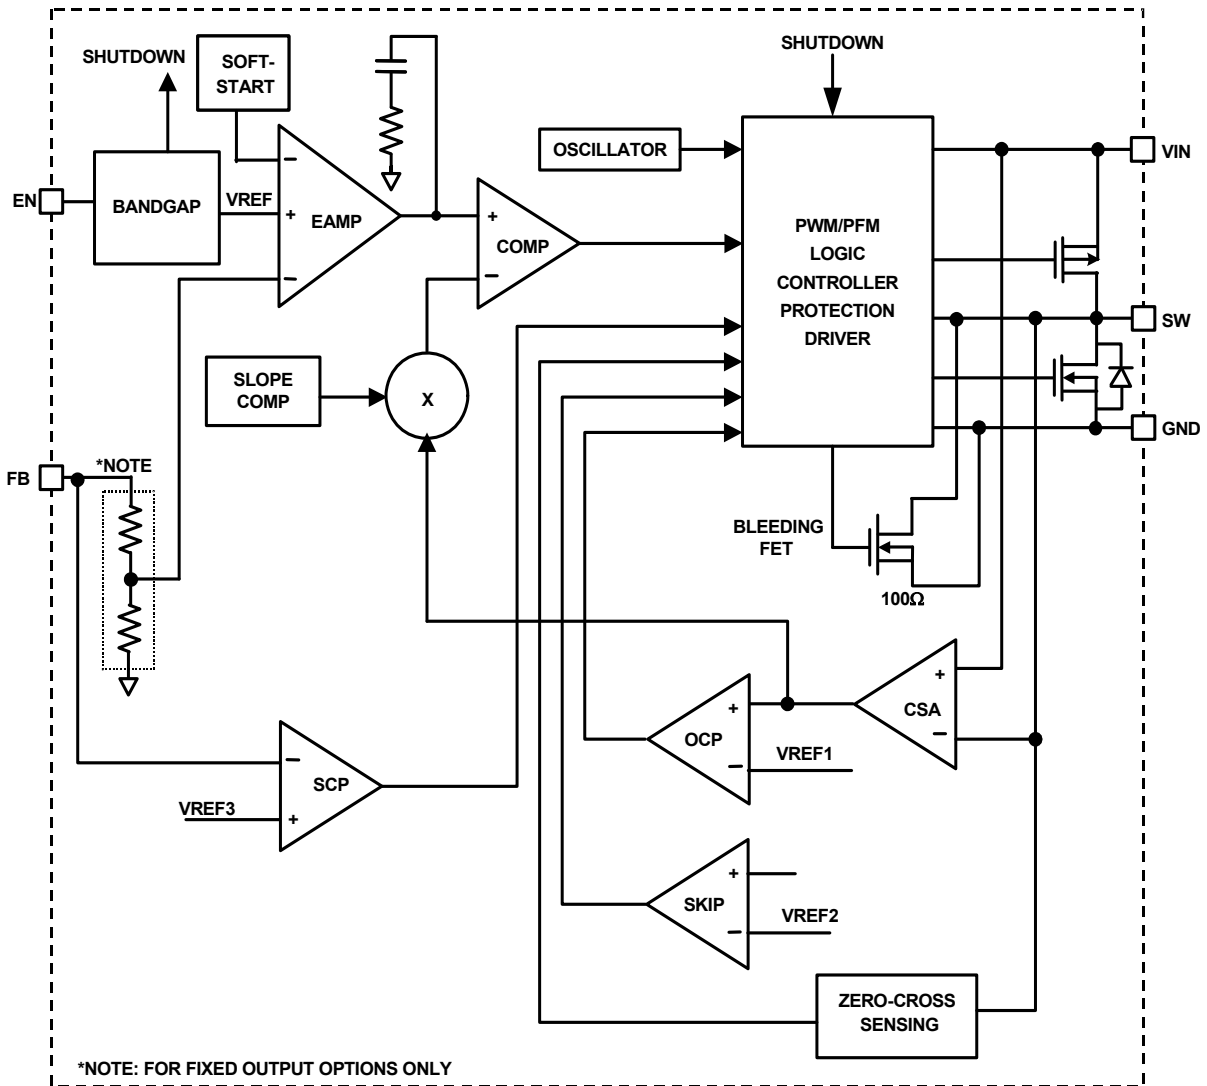 SHUTDOWN
SOFT-
START
SHUTDOWN
OSCILLATOR
VIN
EN
BANDGAP
VREF
−
+
−
EAMP
+
−
COMP
PWM/PFM
LOGIC
CONTROLLER
PROTECTION
DRIVER
SW
SLOPE
COMP
X
GND
FB
*NOTE
BLEEDING
FET
100Ω
+
−
CSA
+
−
OCP
VREF1
−
+
SCP
VREF3
+
−
SKIP
VREF2
ZERO-CROSS
SENSING
*NOTE: FOR FIXED OUTPUT OPTIONS ONLY